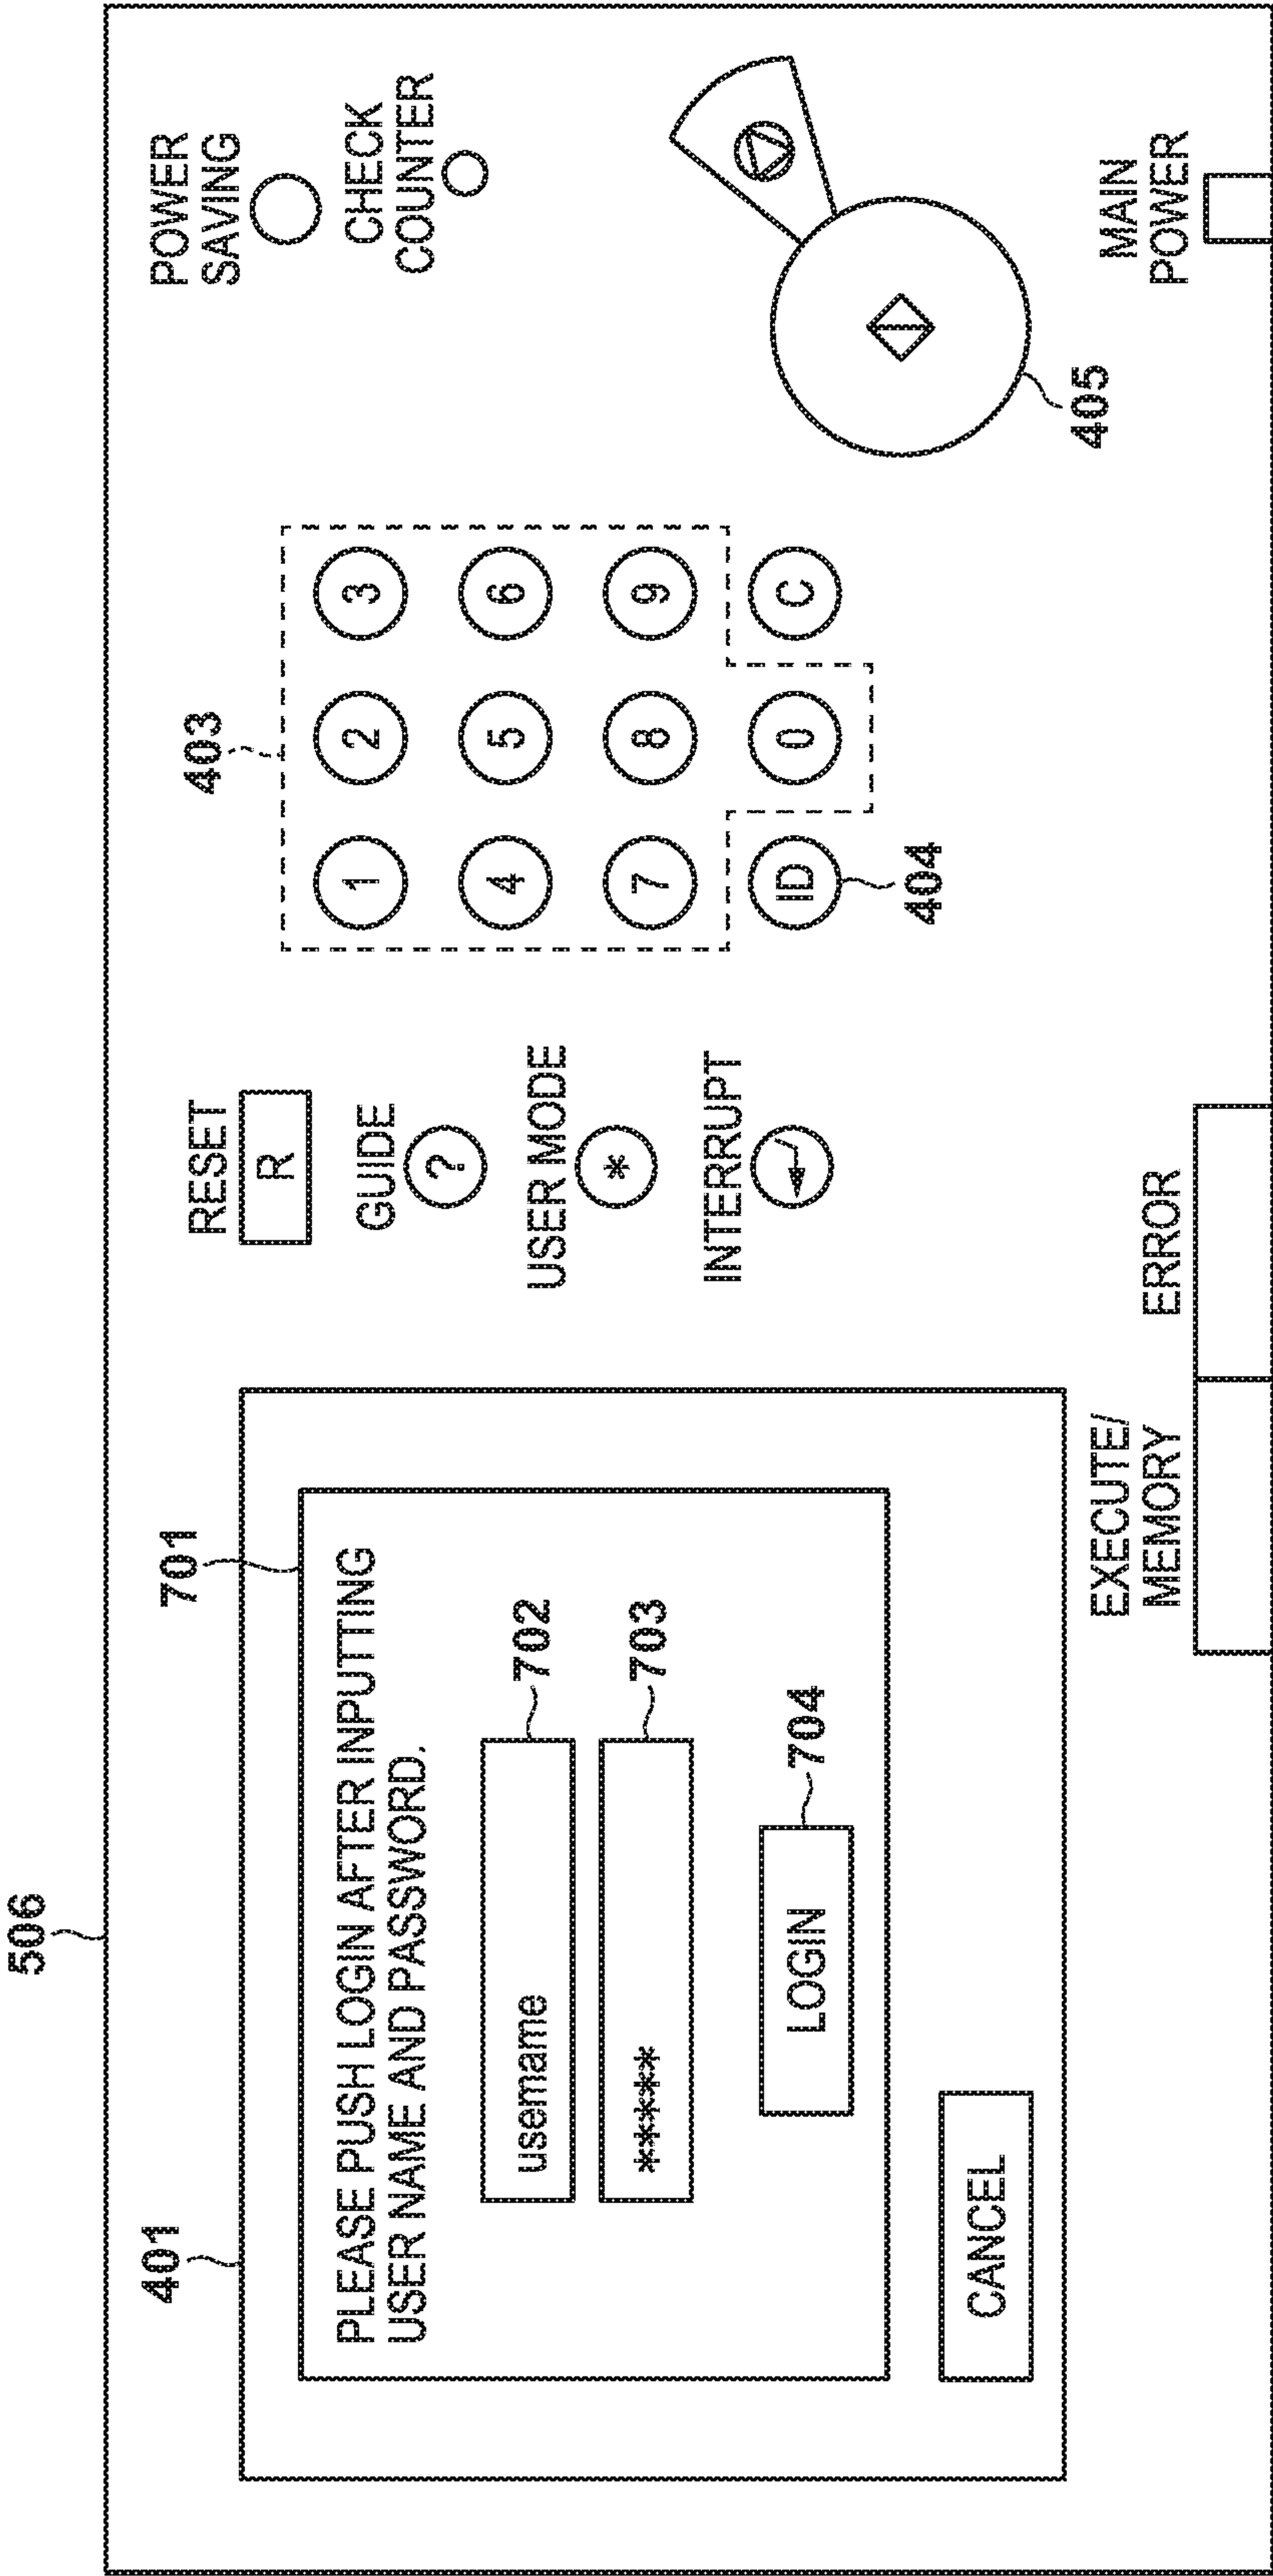 506
401
701
PLEASE PUSH LOGIN AFTER INPUTTING
USER NAME AND PASSWORD.
username
702
*****
703
LOGIN
704
CANCEL
EXECUTE/
MEMORY
ERROR
RESET
R
GUIDE
?
USER MODE
*
INTERRUPT
403
1 2 3
4 5 6
7 8 9
ID 0 C
404
POWER
SAVING
CHECK
COUNTER
405
MAIN
POWER